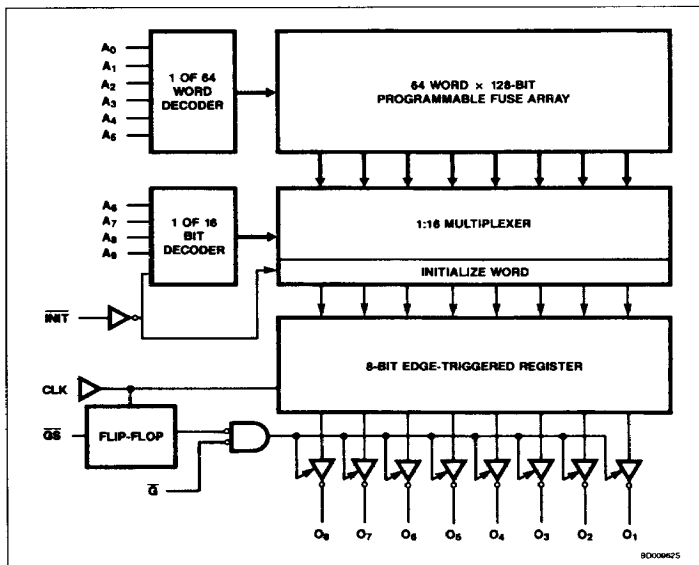 A0
A1
A2
A3
A4
A5
1 OF 64
WORD
DECODER
64 WORD × 128-BIT
PROGRAMMABLE FUSE ARRAY
A6
A7
A8
A9
1 OF 16
BIT
DECODER
1:16 MULTIPLEXER
INITIALIZE WORD
INIT
8-BIT EDGE-TRIGGERED REGISTER
CLK
GS
FLIP-FLOP
G
O8 O7 O6 O5 O4 O3 O2 O1
BD009625